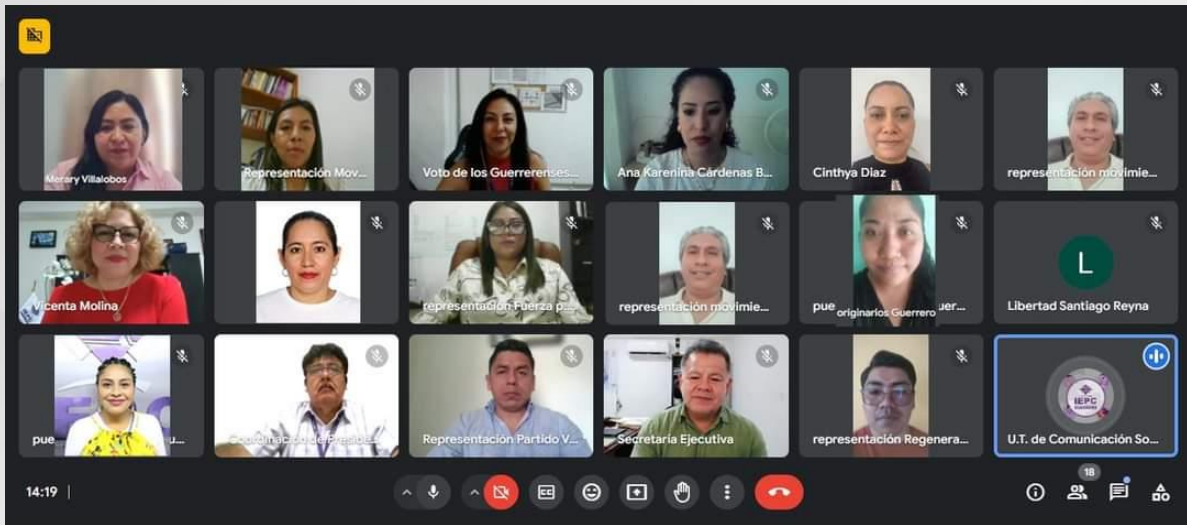 Merary Villalobos
Representación Mov...
Voto de los Guerrerenses...
Ana Karenina Cárdenas B...
Cinthya Diaz
representación movimie...
Vicenta Molina
representación Fuerza p...
representación movimie...
pue originarios Guerrero uer...
L
Libertad Santiago Reyna
pue u...
Coordinación de Preside...
Representación Partido V...
Secretaría Ejecutiva
representación Regenera...
IEPC
U.T. de Comunicación So...
14:19
CC
18